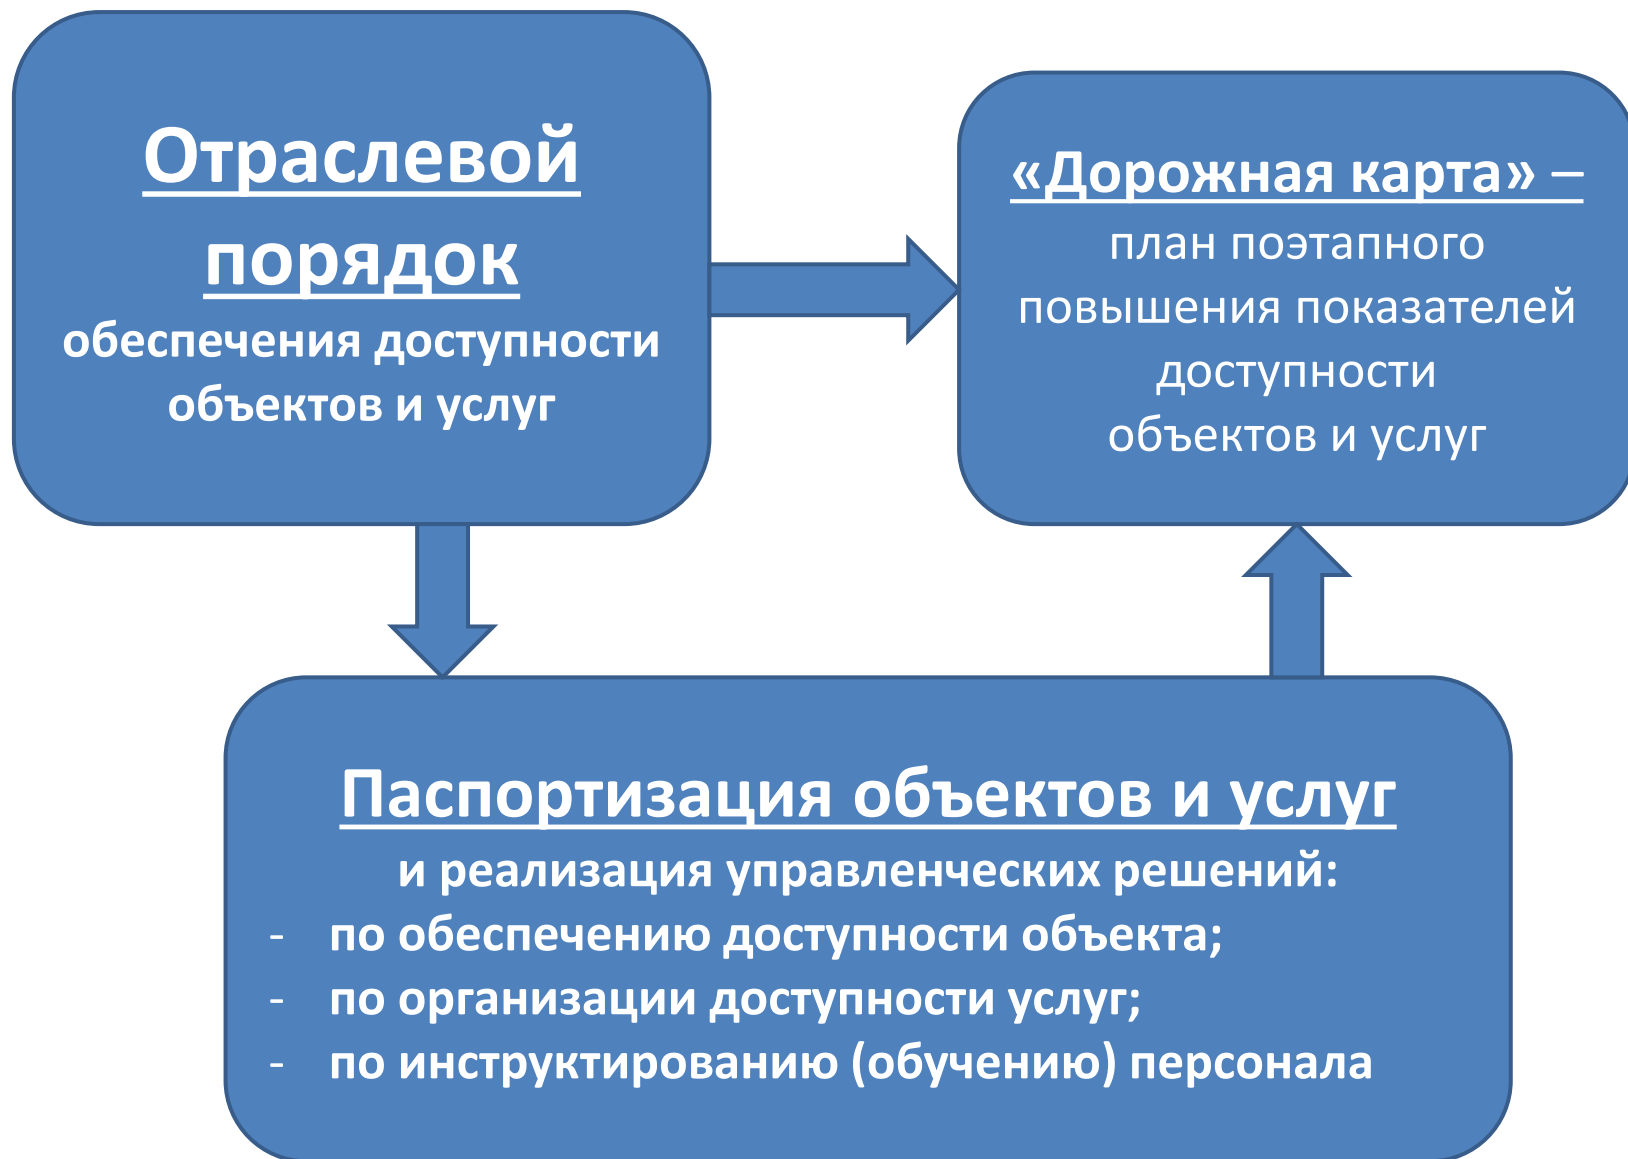 Отраслевой
порядок
обеспечения доступности
объектов и услуг
«Дорожная карта» –
план поэтапного
повышения показателей
доступности
объектов и услуг
Паспортизация объектов и услуг
и реализация управленческих решений:
- по обеспечению доступности объекта;
- по организации доступности услуг;
- по инструктированию (обучению) персонала